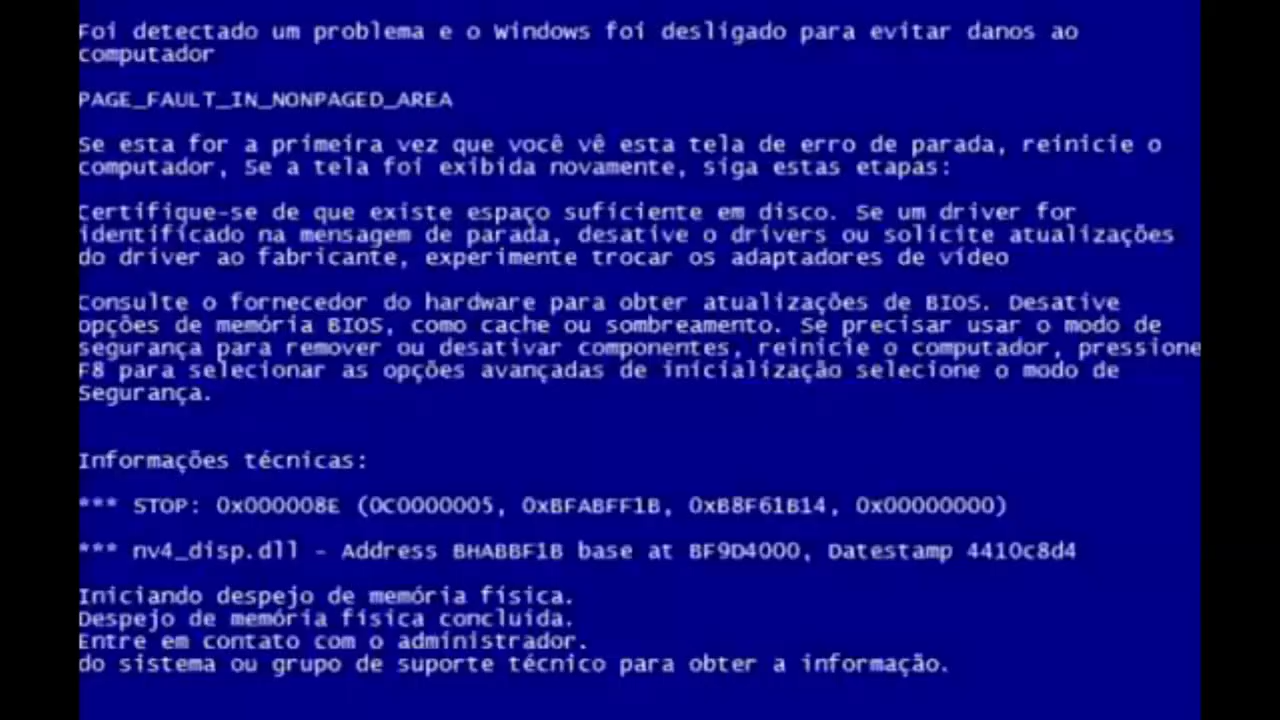 Foi detectado um problema e o Windows foi desligado para evitar danos ao
computador
PAGE_FAULT_IN_NONPAGED_AREA
Se esta for a primeira vez que você vê esta tela de erro de parada, reinicie o
computador, Se a tela foi exibida novamente, siga estas etapas:
Certifique-se de que existe espaço suficiente em disco. Se um driver for
identificado na mensagem de parada, desative o drivers ou solicite atualizações
do driver ao fabricante, experimente trocar os adaptadores de vídeo
Consulte o fornecedor do hardware para obter atualizações de BIOS. Desative
opções de memória BIOS, como cache ou sombreamento. Se precisar usar o modo de
segurança para remover ou desativar componentes, reinicie o computador, pressione
F8 para selecionar as opções avançadas de inicialização selecione o modo de
Segurança.
Informações técnicas:
*** STOP: 0x000008E (0C0000005, 0xBFABFF1B, 0xB8F61B14, 0x00000000)
*** nv4_disp.dll - Address BHABBF1B base at BF9D4000, Datestamp 4410c8d4
Iniciando despejo de memória física.
Despejo de memória física concluída.
Entre em contato com o administrador.
do sistema ou grupo de suporte técnico para obter a informação.